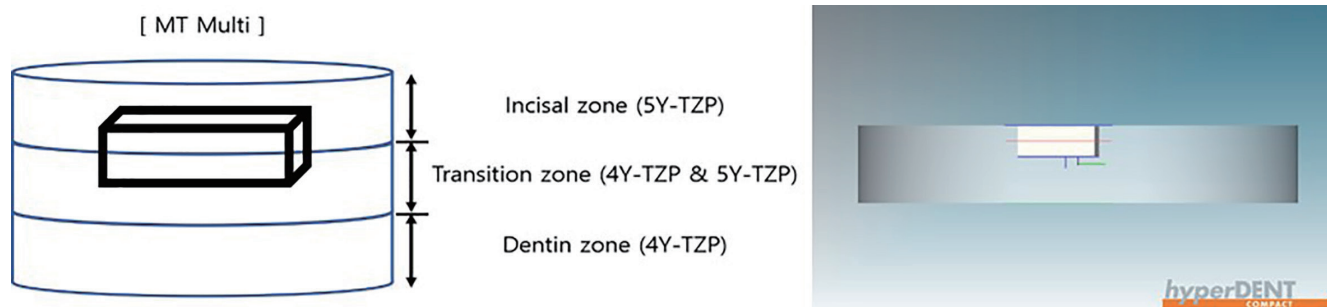 [ MT Multi ]
Incisal zone (5Y-TZP)
Transition zone (4Y-TZP & 5Y-TZP)
Dentin zone (4Y-TZP)
hyperDENT
COMPACT